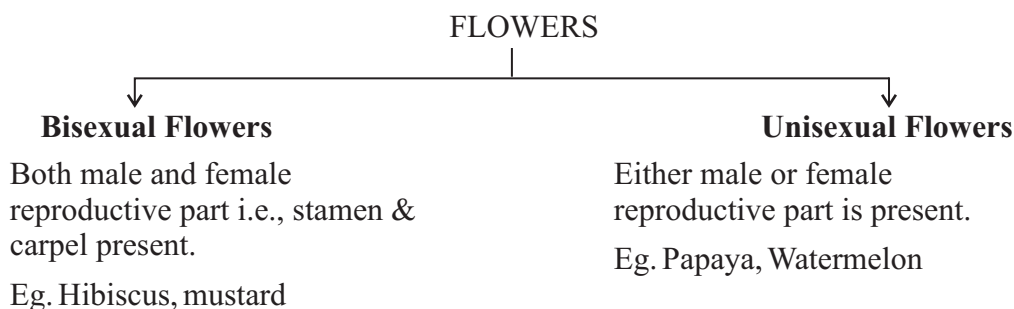 FLOWERS
Bisexual Flowers
Both male and female
reproductive part i.e., stamen &
carpel present.
Eg. Hibiscus, mustard
Unisexual Flowers
Either male or female
reproductive part is present.
Eg. Papaya, Watermelon